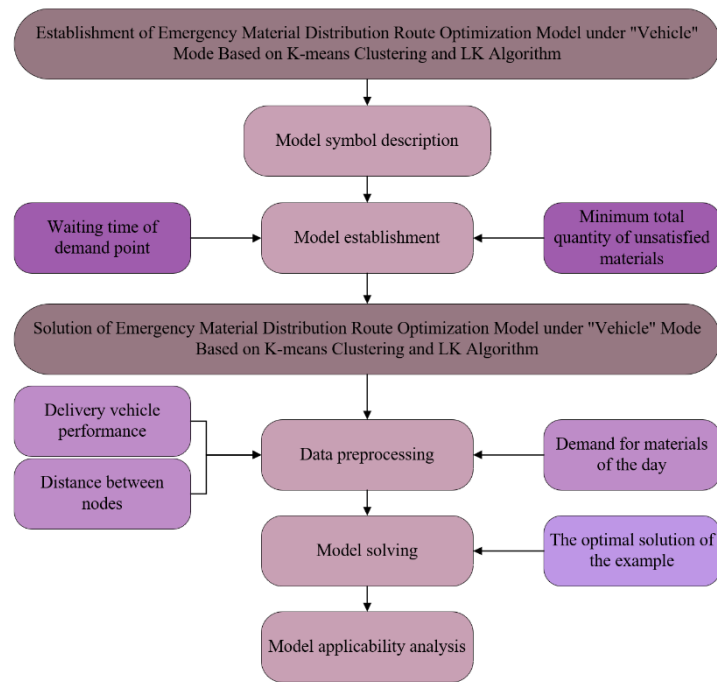 Establishment of Emergency Material Distribution Route Optimization Model under "Vehicle"
Mode Based on K-means Clustering and LK Algorithm
Model symbol description
Waiting time of
demand point
Model establishment
Minimum total
quantity of unsatisfied
materials
Solution of Emergency Material Distribution Route Optimization Model under "Vehicle" Mode
Based on K-means Clustering and LK Algorithm
Delivery vehicle
performance
Distance between
nodes
Data preprocessing
Demand for materials
of the day
Model solving
The optimal solution of
the example
Model applicability analysis